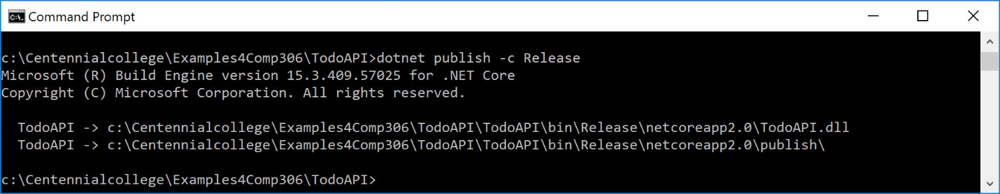 Command Prompt
c:\Centennialcollege\Examples4Comp306\TodoAPI>dotnet publish -c Release
Microsoft (R) Build Engine version 15.3.409.57025 for .NET Core
Copyright (C) Microsoft Corporation. All rights reserved.
TodoAPI -> c:\Centennialcollege\Examples4Comp306\TodoAPI\TodoAPI\bin\Release\netcoreapp2.0\TodoAPI.dll
TodoAPI -> c:\Centennialcollege\Examples4Comp306\TodoAPI\TodoAPI\bin\Release\netcoreapp2.0\publish\
c:\Centennialcollege\Examples4Comp306\TodoAPI>